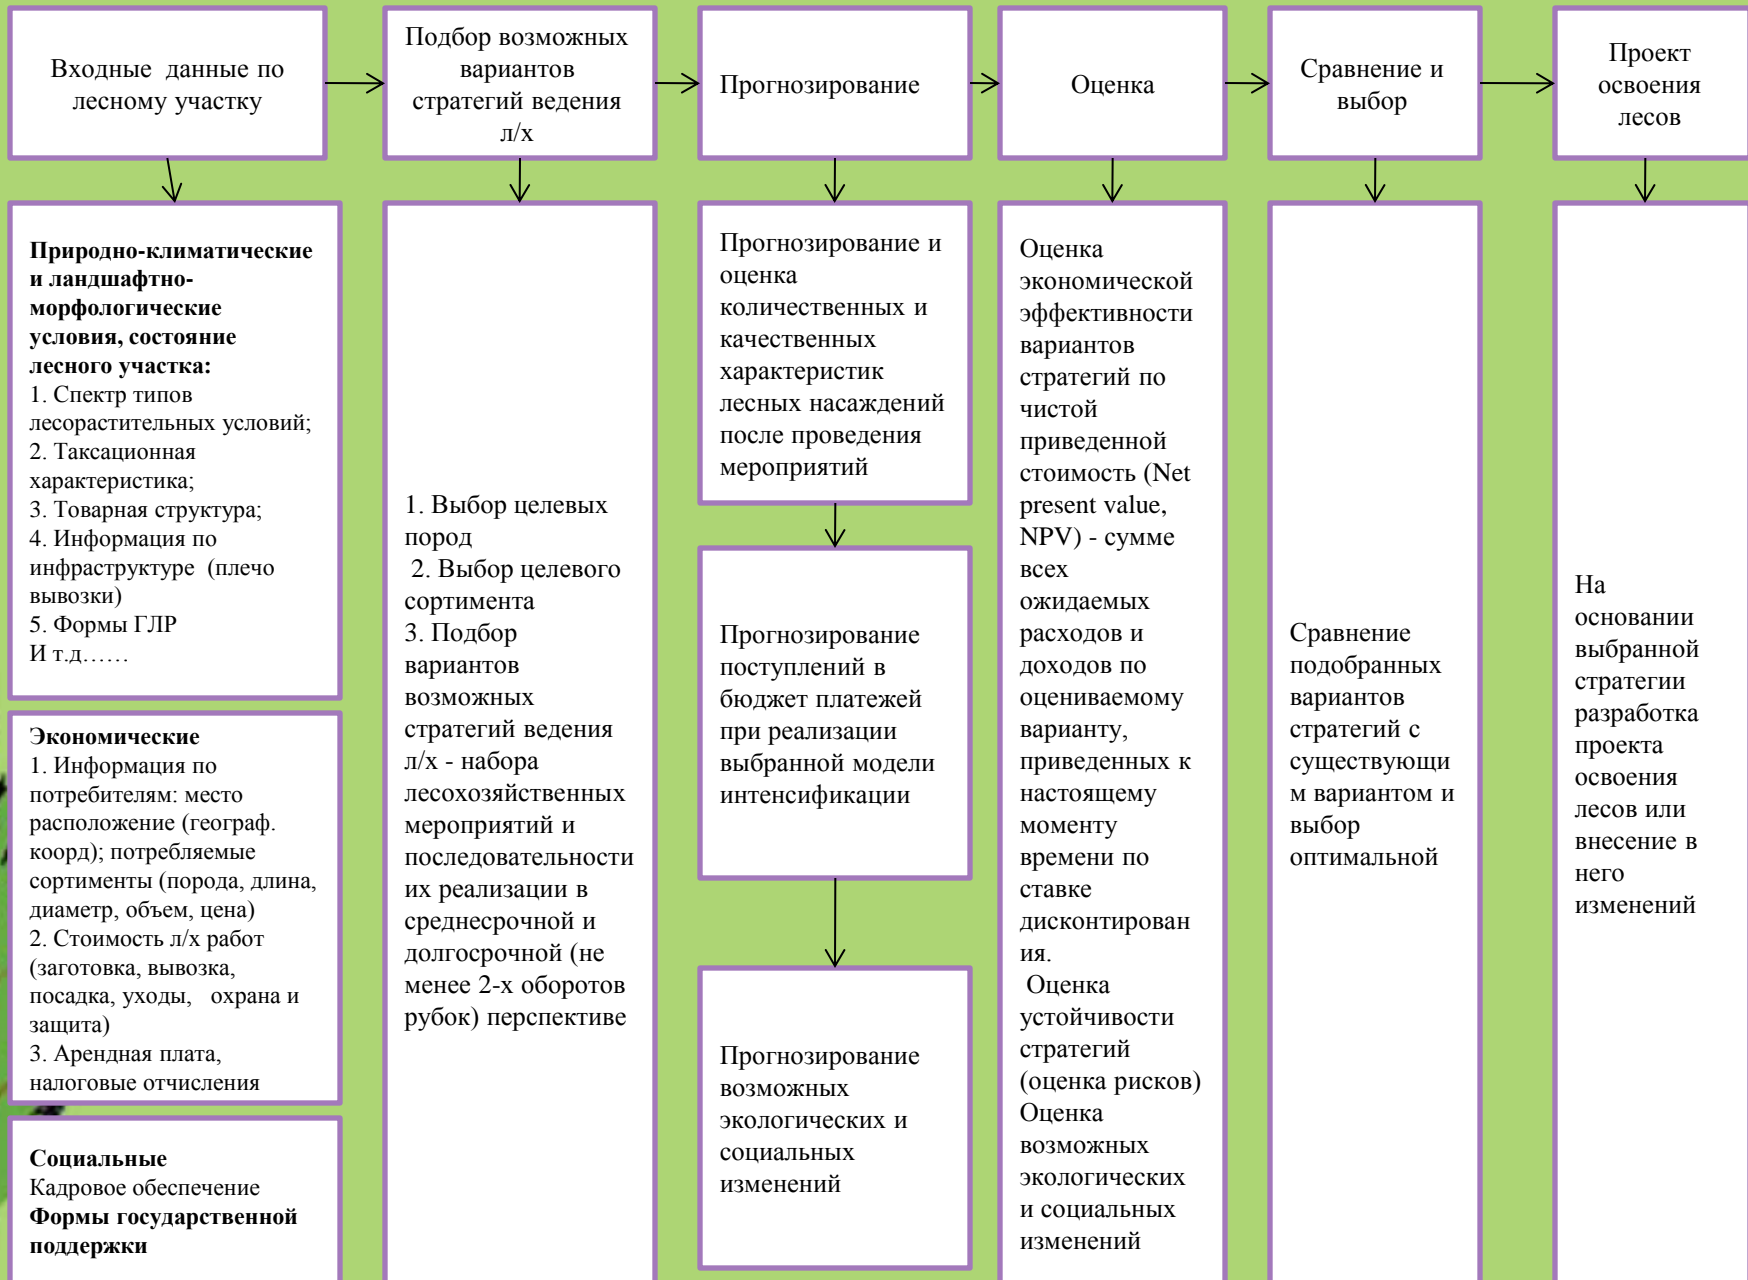 Входные данные по
лесному участку
Подбор возможных
вариантов
стратегий ведения
л/х
Прогнозирование
Оценка
Сравнение и
выбор
Проект
освоения
лесов
Природно-климатические
и ландшафтно-
морфологические
условия, состояние
лесного участка:
1. Спектр типов
лесорастительных условий;
2. Таксационная
характеристика;
3. Товарная структура;
4. Информация по
инфраструктуре (плечо
вывозки)
5. Формы ГЛР
И т.д……
Экономические
1. Информация по
потребителям: место
расположение (географ.
коорд); потребляемые
сортименты (порода, длина,
диаметр, объем, цена)
2. Стоимость л/х работ
(заготовка, вывозка,
посадка, уходы, охрана и
защита)
3. Арендная плата,
налоговые отчисления
Социальные
Кадровое обеспечение
Формы государственной
поддержки
1. Выбор целевых
пород
2. Выбор целевого
сортимента
3. Подбор
вариантов
возможных
стратегий ведения
л/х - набора
лесохозяйственных
мероприятий и
последовательности
их реализации в
среднесрочной и
долгосрочной (не
менее 2-х оборотов
рубок) перспективе
Прогнозирование и
оценка
количественных и
качественных
характеристик
лесных насаждений
после проведения
мероприятий
Прогнозирование
поступлений в
бюджет платежей
при реализации
выбранной модели
интенсификации
Прогнозирование
возможных
экологических и
социальных
изменений
Оценка
экономической
эффективности
вариантов
стратегий по
чистой
приведенной
стоимость (Net
present value,
NPV) - сумме
всех
ожидаемых
расходов и
доходов по
оцениваемому
варианту,
приведенных к
настоящему
моменту
времени по
ставке
дисконтирован
ия.
Оценка
устойчивости
стратегий
(оценка рисков)
Оценка
возможных
экологических
и социальных
изменений
Сравнение
подобранных
вариантов
стратегий с
существующи
м вариантом и
выбор
оптимальной
На
основании
выбранной
стратегии
разработка
проекта
освоения
лесов или
внесение в
него
изменений